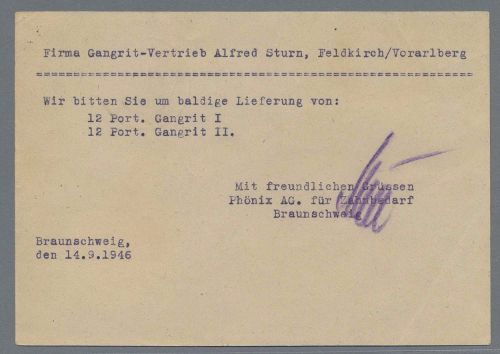 Firma Gangrit-Vertrieb Alfred Sturn, Feldkirch/Vorarlberg
Wir bitten Sie um baldige Lieferung von:
12 Port. Gangrit I
12 Port. Gangrit II.
Mit freundlichen Grüssen
Phönix AG. für Zahnbedarf
Braunschweig
Braunschweig,
den 14.9.1946